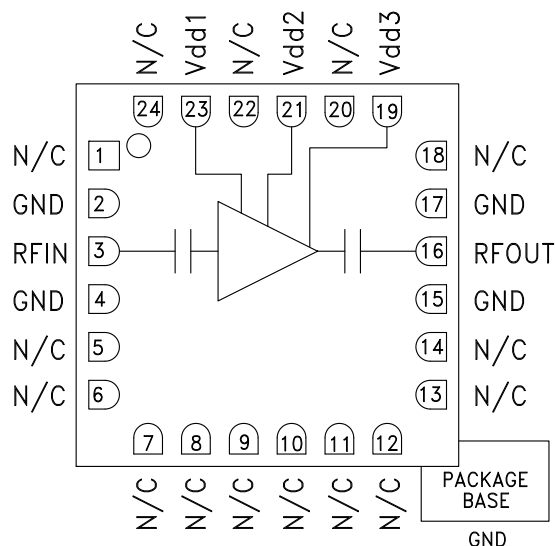 N/C
Vdd1
N/C
Vdd2
N/C
Vdd3
24
23
22
21
20
19
N/C 1
GND 2
RFIN 3
GND 4
N/C 5
N/C 6
18 N/C
17 GND
16 RFOUT
15 GND
14 N/C
13 N/C
7
8
9
10
11
12
N/C
N/C
N/C
N/C
N/C
N/C
PACKAGE
BASE
GND